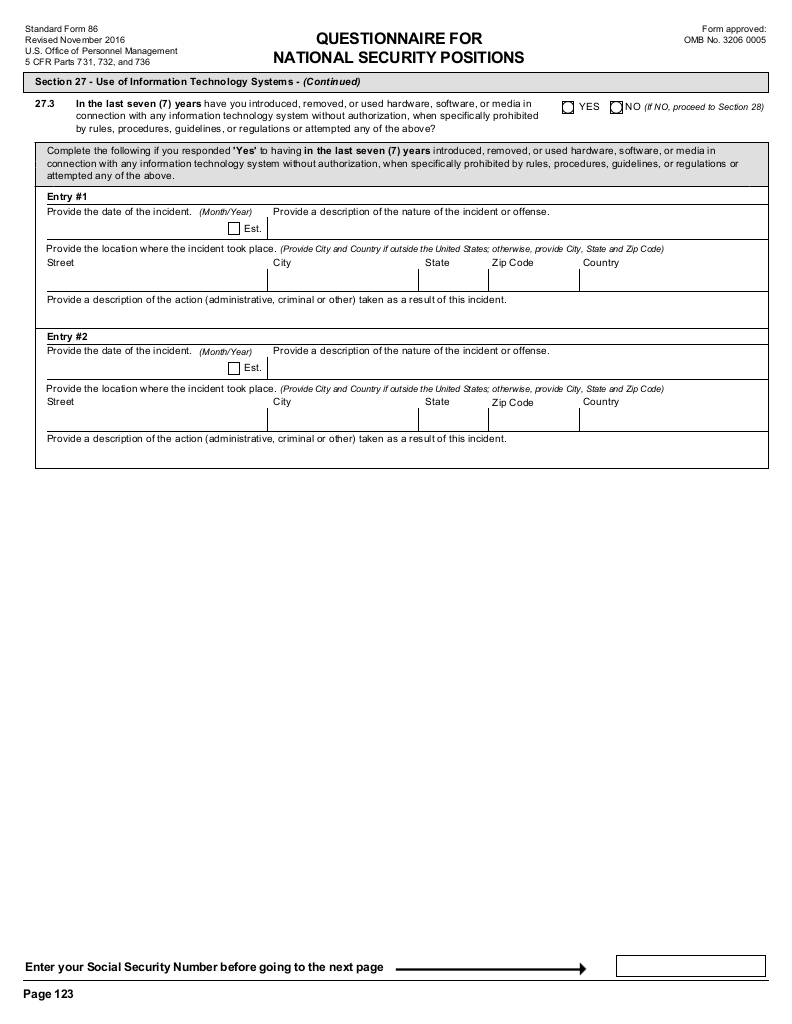 Standard Form 86
Revised November 2016
U.S. Office of Personnel Management
5 CFR Parts 731, 732, and 736
QUESTIONNAIRE FOR
NATIONAL SECURITY POSITIONS
Form approved:
OMB No. 3206 0005
Section 27 - Use of Information Technology Systems - (Continued)
27.3 In the last seven (7) years have you introduced, removed, or used hardware, software, or media in
connection with any information technology system without authorization, when specifically prohibited
by rules, procedures, guidelines, or regulations or attempted any of the above?
YES NO (If NO, proceed to Section 28)
Complete the following if you responded 'Yes' to having in the last seven (7) years introduced, removed, or used hardware, software, or media in
connection with any information technology system without authorization, when specifically prohibited by rules, procedures, guidelines, or regulations or
attempted any of the above.
Entry #1
Provide the date of the incident. (Month/Year) Provide a description of the nature of the incident or offense.
Est.
Provide the location where the incident took place. (Provide City and Country if outside the United States; otherwise, provide City, State and Zip Code)
Street City State Zip Code Country
Provide a description of the action (administrative, criminal or other) taken as a result of this incident.
Entry #2
Provide the date of the incident. (Month/Year) Provide a description of the nature of the incident or offense.
Est.
Provide the location where the incident took place. (Provide City and Country if outside the United States; otherwise, provide City, State and Zip Code)
Street City State Zip Code Country
Provide a description of the action (administrative, criminal or other) taken as a result of this incident.
Enter your Social Security Number before going to the next page
Page 123